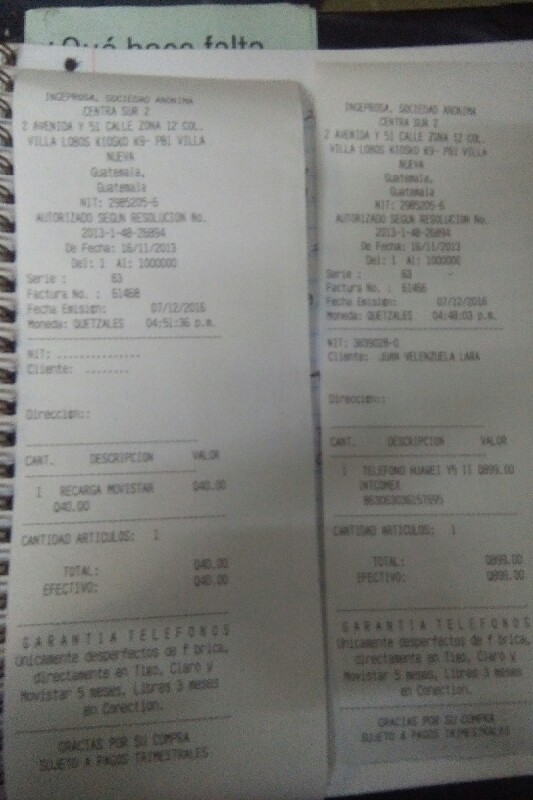 ¿Qué hace falta
INGEPROSA, SOCIEDAD ANONIMA
CENTRA SUR 2
2 AVENIDA Y 51 CALLE ZONA 12 COL.
VILLA LOBOS KIOSKO K9- PB1 VILLA
NUEVA
Guatemala,
Guatemala
NIT: 2985205-6
AUTORIZADO SEGUN RESOLUCION No.
2013-1-48-26894
De Fecha: 16/11/2013
Del: 1 Al: 1000000
Serie : 63
Factura No. : 61468
Fecha Emisión: 07/12/2016
Moneda: QUETZALES 04:51:36 p.m.
NIT: ...............
Cliente: ........
Dirección::
CANT. DESCRIPCION VALOR
1 RECARGA MOVISTAR Q40.00
Q40.00
CANTIDAD ARTICULOS: 1
TOTAL: Q40.00
EFECTIVO: Q40.00
GARANTIA TELEFONOS
Unicamente desperfectos de f brica,
directamente en Tigo, Claro y
Movistar 5 meses, Libres 3 meses
en Conection.
GRACIAS POR SU COMPRA
SUJETO A PAGOS TRIMESTRALES
INGEPROSA, SOCIEDAD ANONIMA
CENTRA SUR 2
2 AVENIDA Y 51 CALLE ZONA 12 COL.
VILLA LOBOS KIOSKO K9- PB1 VILLA
NUEVA
Guatemala,
Guatemala
NIT: 2985205-6
AUTORIZADO SEGUN RESOLUCION No.
2013-1-48-26894
De Fecha: 16/11/2013
Del: 1 Al: 1000000
Serie : 63
Factura No. : 61466
Fecha Emisión: 07/12/2016
Moneda: QUETZALES 04:48:03 p.m.
NIT: 3839028-0
Cliente: JUAN VELENZUELA LARA
Dirección::
CANT. DESCRIPCION VALOR
1 TELEFONO HUAWEI Y5 II Q899.00
INTCOMEX
863063036157695
CANTIDAD ARTICULOS: 1
TOTAL: Q899.00
EFECTIVO: Q899.00
GARANTIA TELEFONOS
Unicamente desperfectos de f brica,
directamente en Tigo, Claro y
Movistar 5 meses, Libres 3 meses
en Conection.
GRACIAS POR SU COMPRA
SUJETO A PAGOS TRIMESTRALES